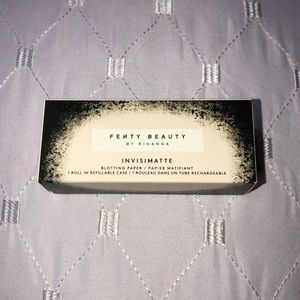 FEИTY BEAUTY
BY RIHANNA
INVISIMATTE
BLOTTING PAPER / PAPIER MATIFIANT
1 ROLL IN REFILLABLE CASE / 1 ROULEAU DANS UN TUBE RECHARGEABLE